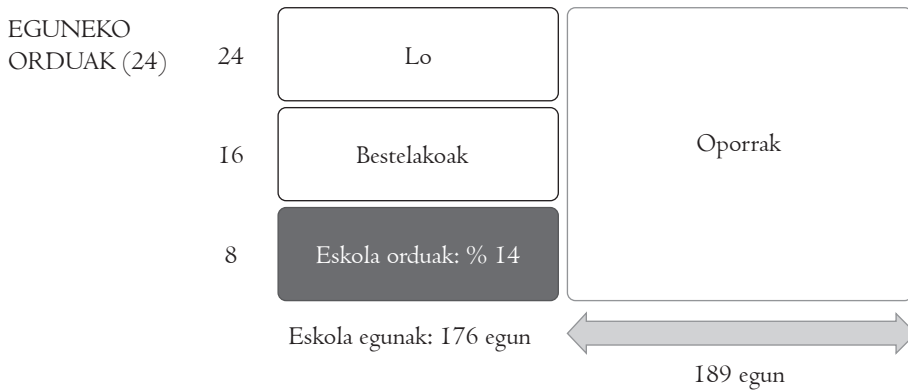 EGUNEKO
ORDUAK (24)
24
Lo
16
Bestelakoak
Oporrak
8
Eskola orduak: % 14
Eskola egunak: 176 egun
189 egun